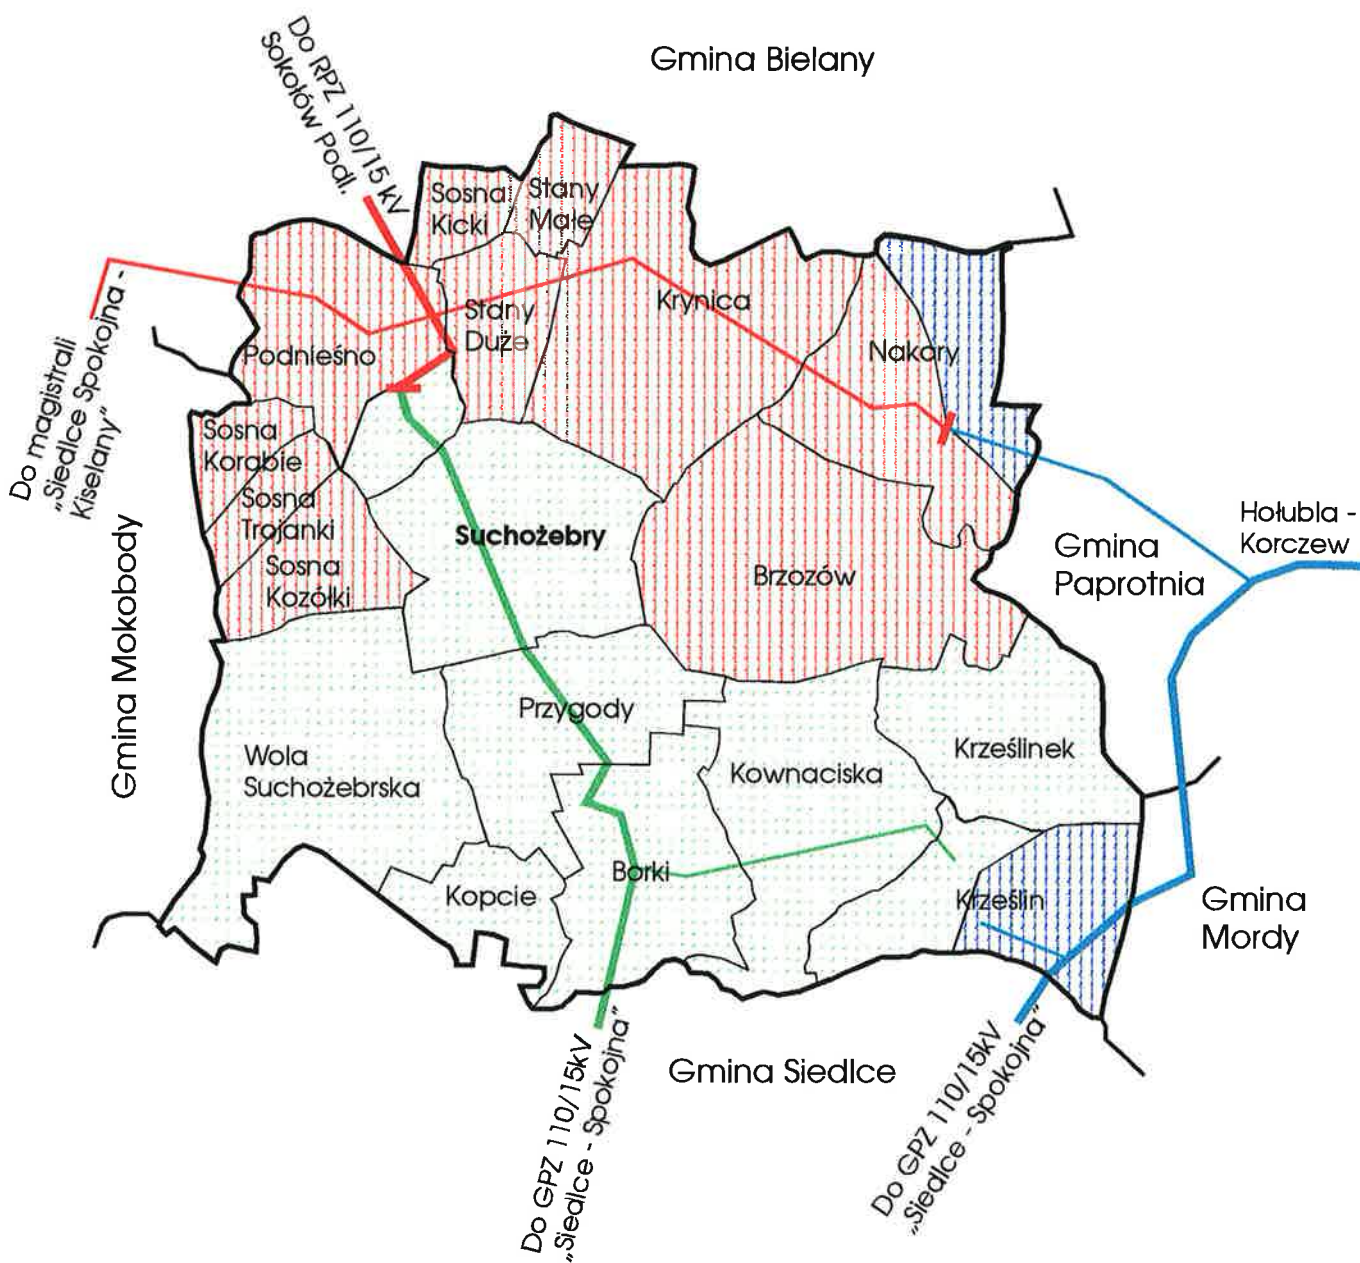 Gmina Bielany
Do RPZ 110/15 kV
Sokołów Podl.
Sosna
Kicki
Stany
Małe
Krynica
Stany
Duże
Nakory
Podnieśno
Do magistrali
„Siedlce Spokojna -
Kiselany”
Sosna
Korabie
Sosna
Trojanki
Sosna
Kozółki
Suchożebry
Brzozów
Gmina
Paprotnia
Hołubla -
Korczew
Gmina Mokobody
Przygody
Wola
Suchożebrska
Kownaciska
Krześlinek
Borki
Kopcie
Krześlin
Gmina
Mordy
Gmina Siedlce
Do GPZ 110/15kV
„Siedlce - Spokojna”
Do GPZ 110/15kV
„Siedlce - Spokojna”